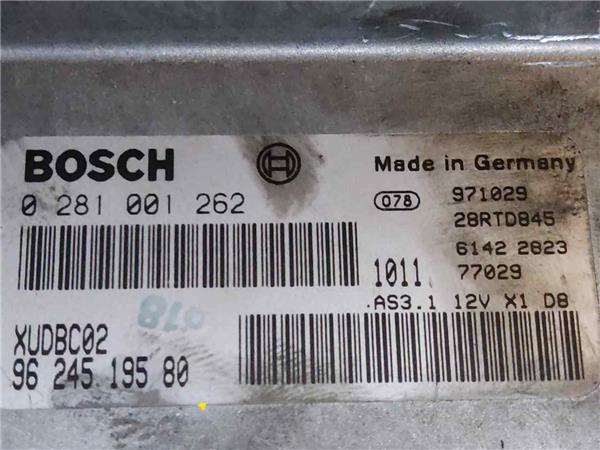 BOSCH
Made in Germany
0 281 001 262
078 971029
28RTD845
6142 2823
1011 77029
AS3.1 12V X1 D8
078
XUDBC02
96 245 195 80